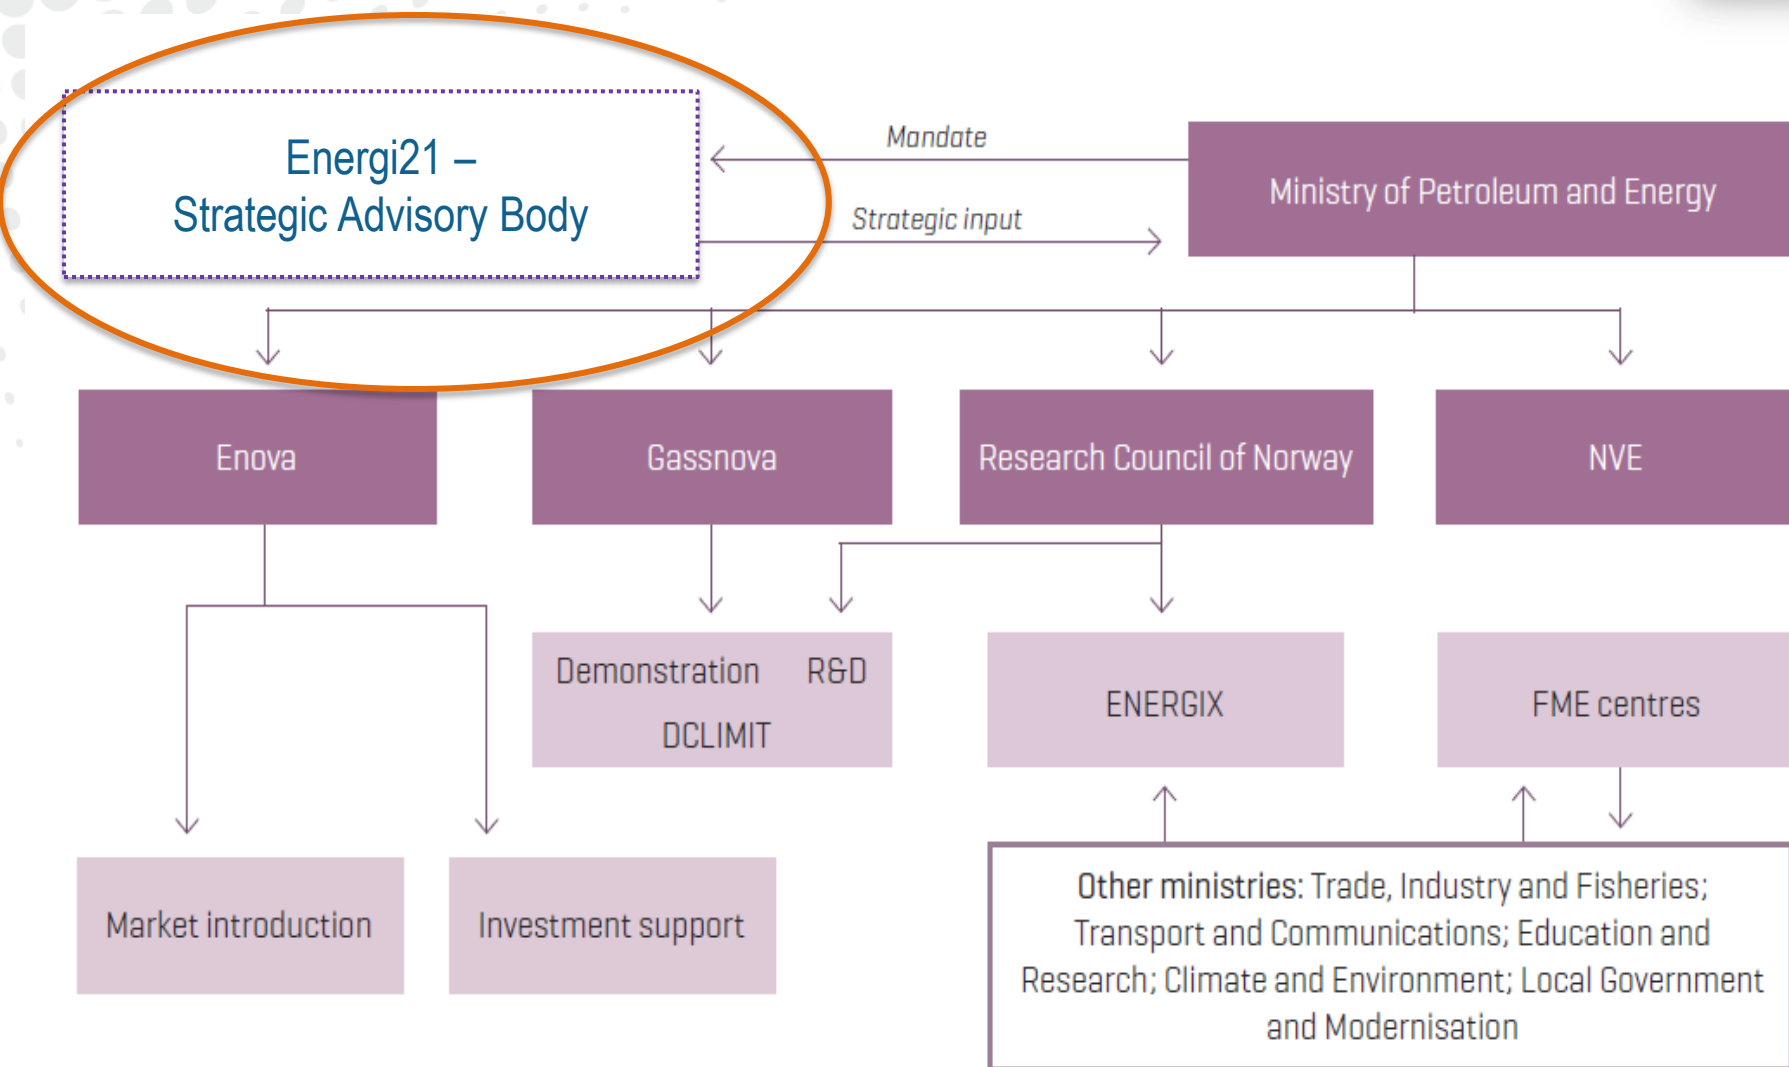 Energi21 –
Strategic Advisory Body
Mandate
Strategic input
Ministry of Petroleum and Energy
Enova
Gassnova
Research Council of Norway
NVE
Demonstration R&D
DCLIMIT
ENERGIX
FME centres
Market introduction
Investment support
Other ministries: Trade, Industry and Fisheries;
Transport and Communications; Education and
Research; Climate and Environment; Local Government
and Modernisation